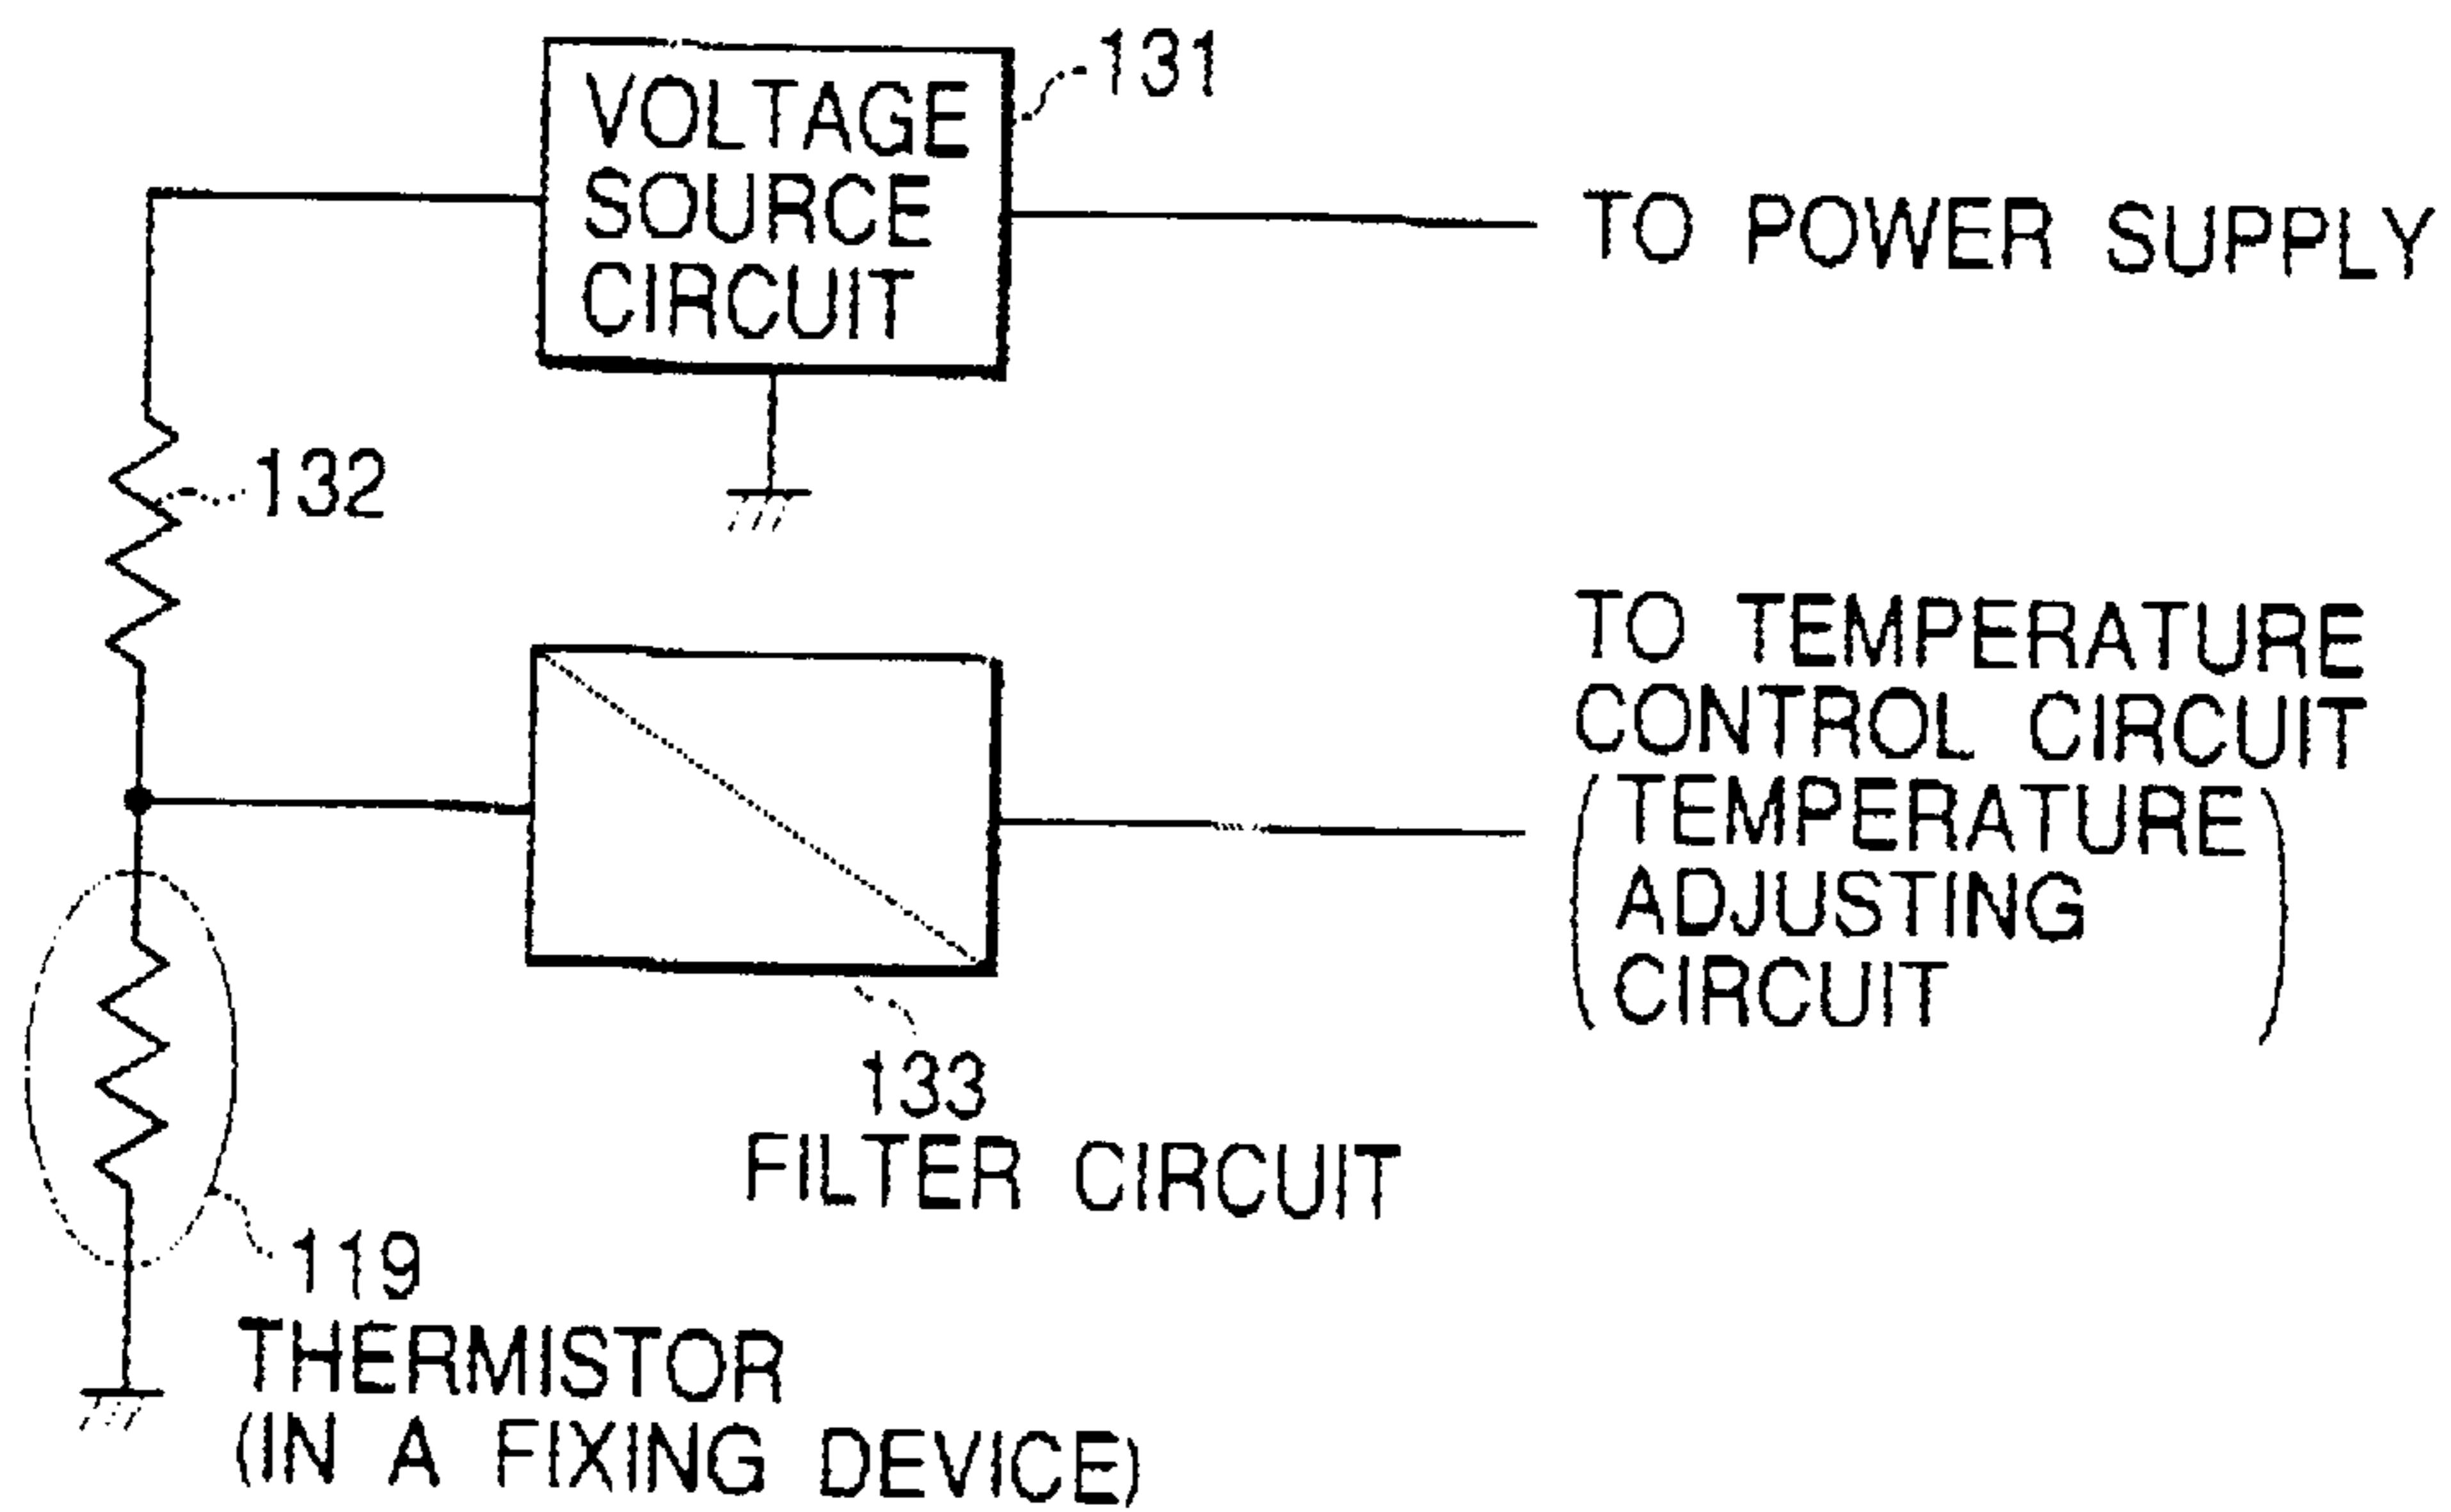 131
VOLTAGE
SOURCE
CIRCUIT
TO POWER SUPPLY
132
TO TEMPERATURE
CONTROL CIRCUIT
(TEMPERATURE
ADJUSTING
CIRCUIT)
133
FILTER CIRCUIT
119
THERMISTOR
(IN A FIXING DEVICE)